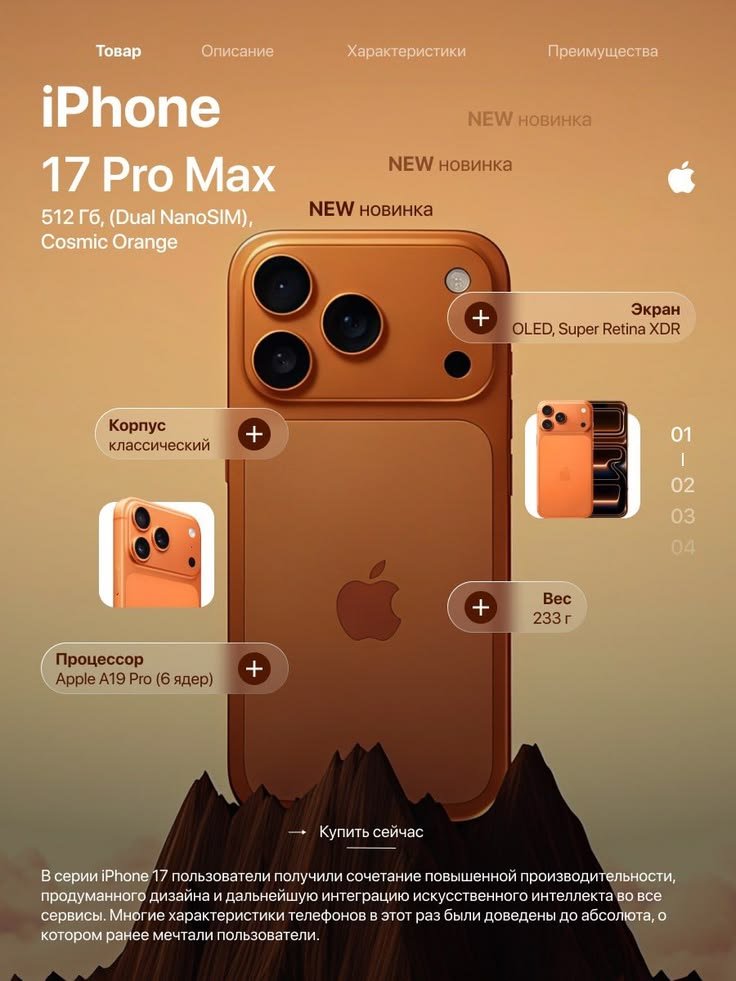 Товар
Описание
Характеристики
Преимущества
iPhone
17 Pro Max
512 Гб, (Dual NanoSIM),
Cosmic Orange
NEW новинка
NEW новинка
NEW новинка
Экран
OLED, Super Retina XDR
Корпус
классический
01
02
03
04
Вес
233 г
Процессор
Apple A19 Pro (6 ядер)
→ Купить сейчас
В серии iPhone 17 пользователи получили сочетание повышенной производительности,
продуманного дизайна и дальнейшую интеграцию искусственного интеллекта во все
сервисы. Многие характеристики телефонов в этот раз были доведены до абсолюта, о
котором ранее мечтали пользователи.